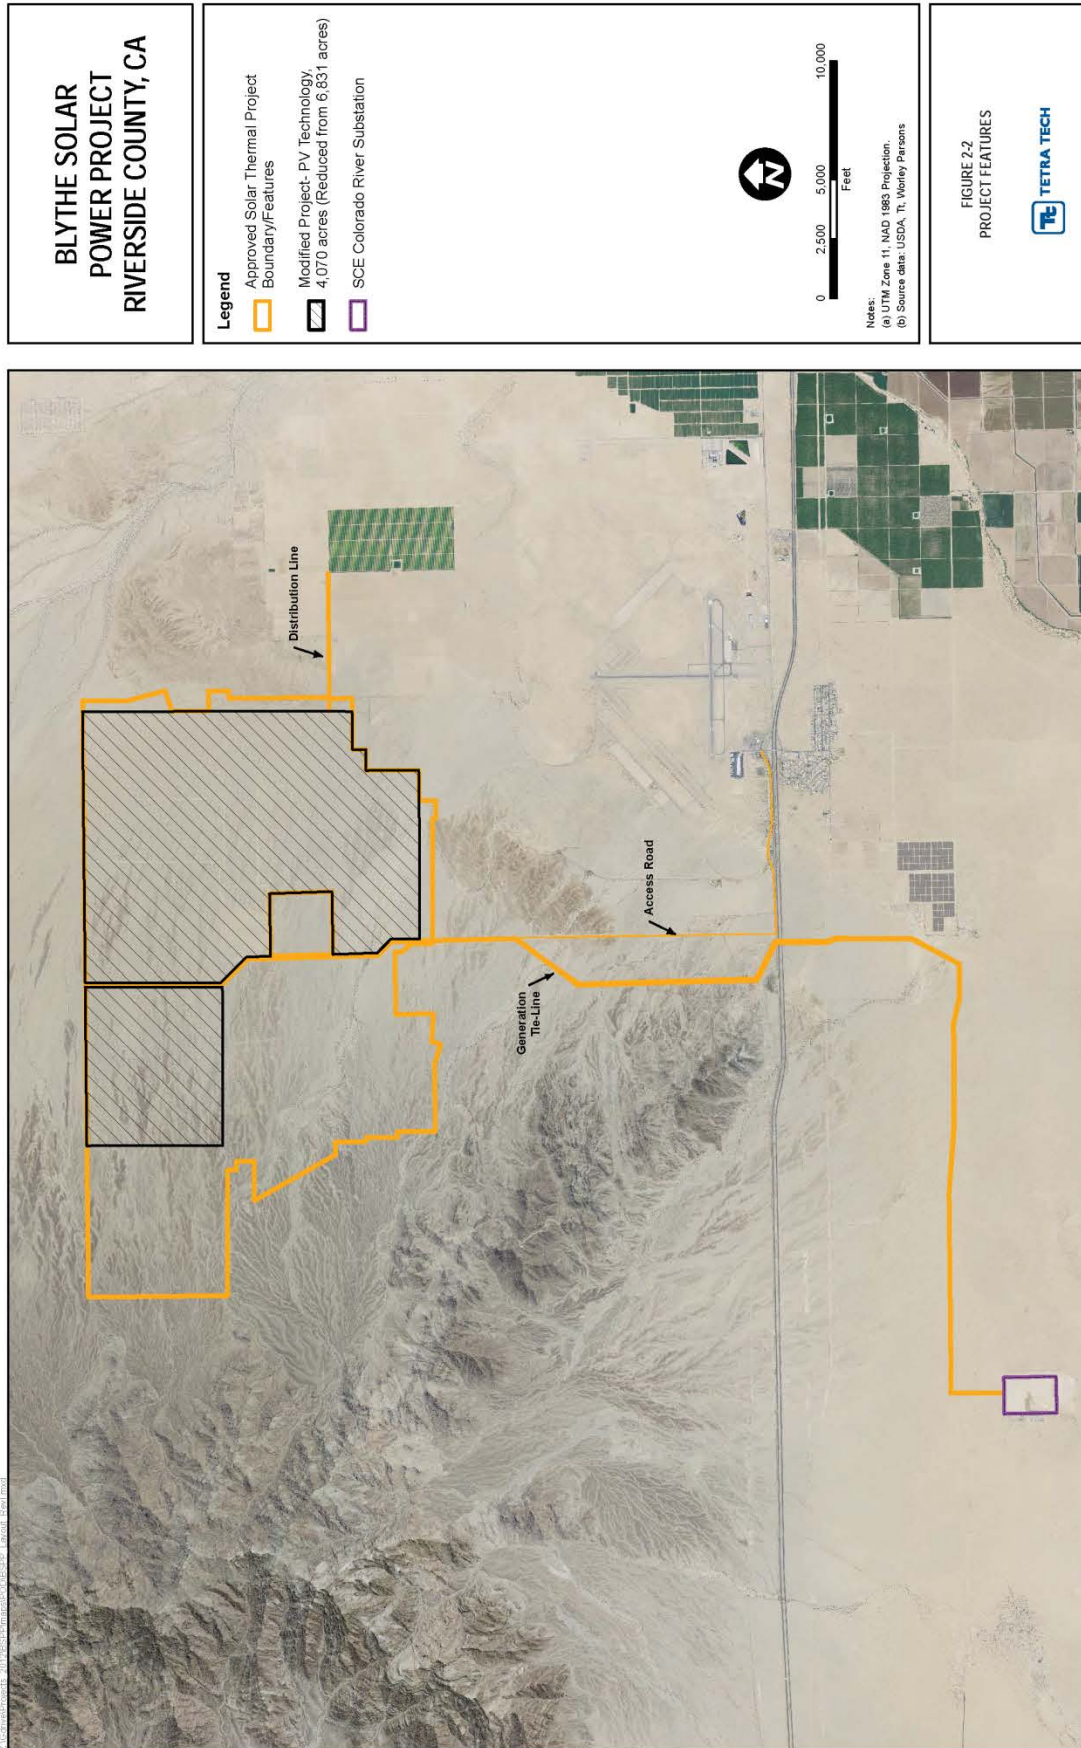 BLYTHE SOLAR
POWER PROJECT
RIVERSIDE COUNTY, CA
Legend
Approved Solar Thermal Project
Boundary/Features
Modified Project- PV Technology,
4,070 acres (Reduced from 6,831 acres)
SCE Colorado River Substation
N
0 2,500 5,000 10,000
Feet
Notes:
(a) UTM Zone 11, NAD 1983 Projection.
(b) Source data: USDA, Tt, Worley Parsons
FIGURE 2-2
PROJECT FEATURES
Tt TETRA TECH
Distribution Line
Access Road
Generation
Tie-Line